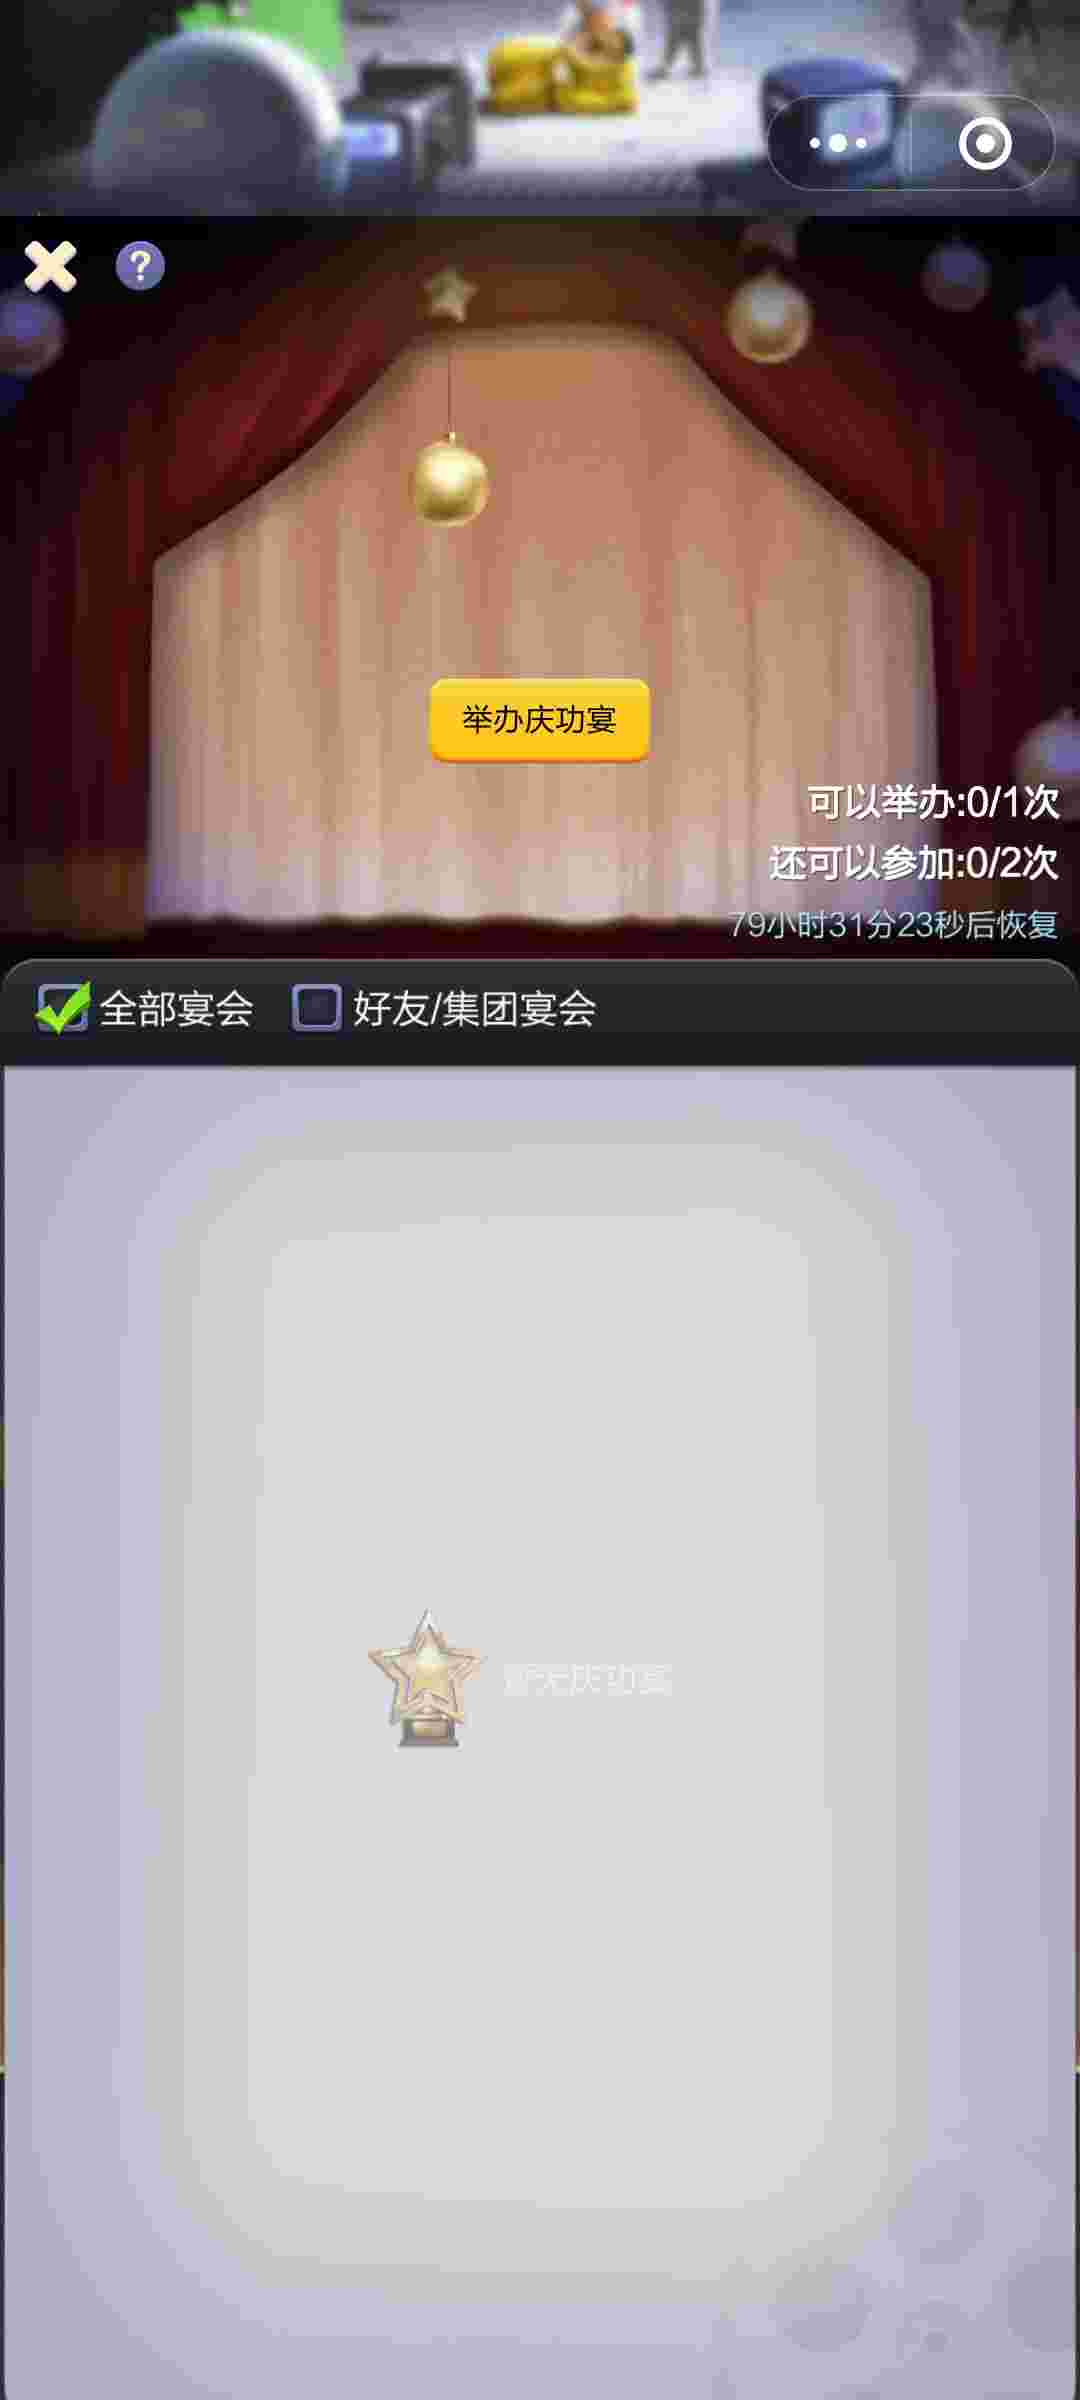 举办庆功宴
可以举办:0/1次
还可以参加:0/2次
79小时31分23秒后恢复
全部宴会 好友/集团宴会
暂无庆功宴